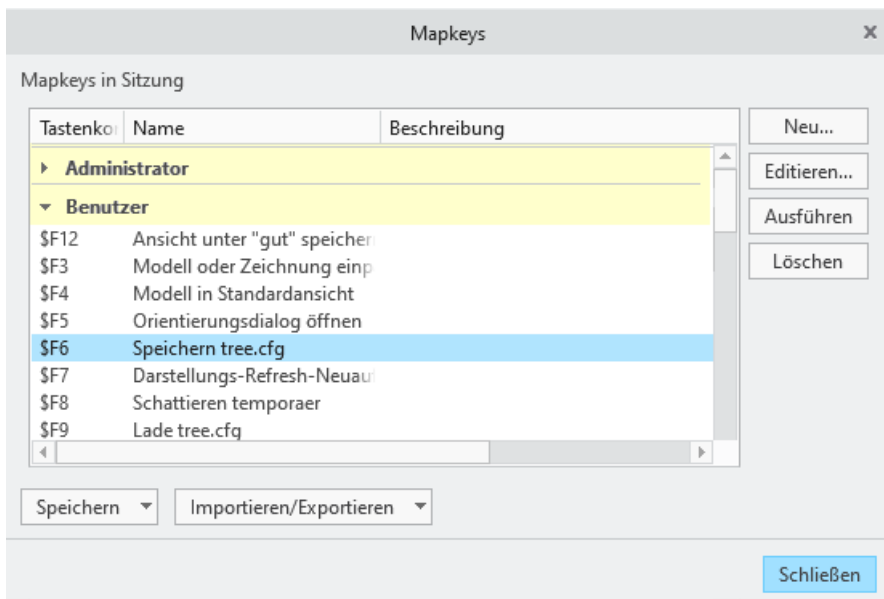 Mapkeys
Mapkeys in Sitzung
Tastenko Name Beschreibung
Administrator
Benutzer
$F12 Ansicht unter "gut" speicher
$F3 Modell oder Zeichnung einp
$F4 Modell in Standardansicht
$F5 Orientierungsdialog öffnen
$F6 Speichern tree.cfg
$F7 Darstellungs-Refresh-Neuauf
$F8 Schattieren temporaer
$F9 Lade tree.cfg
Neu...
Editieren...
Ausführen
Löschen
Speichern
Importieren/Exportieren
Schließen